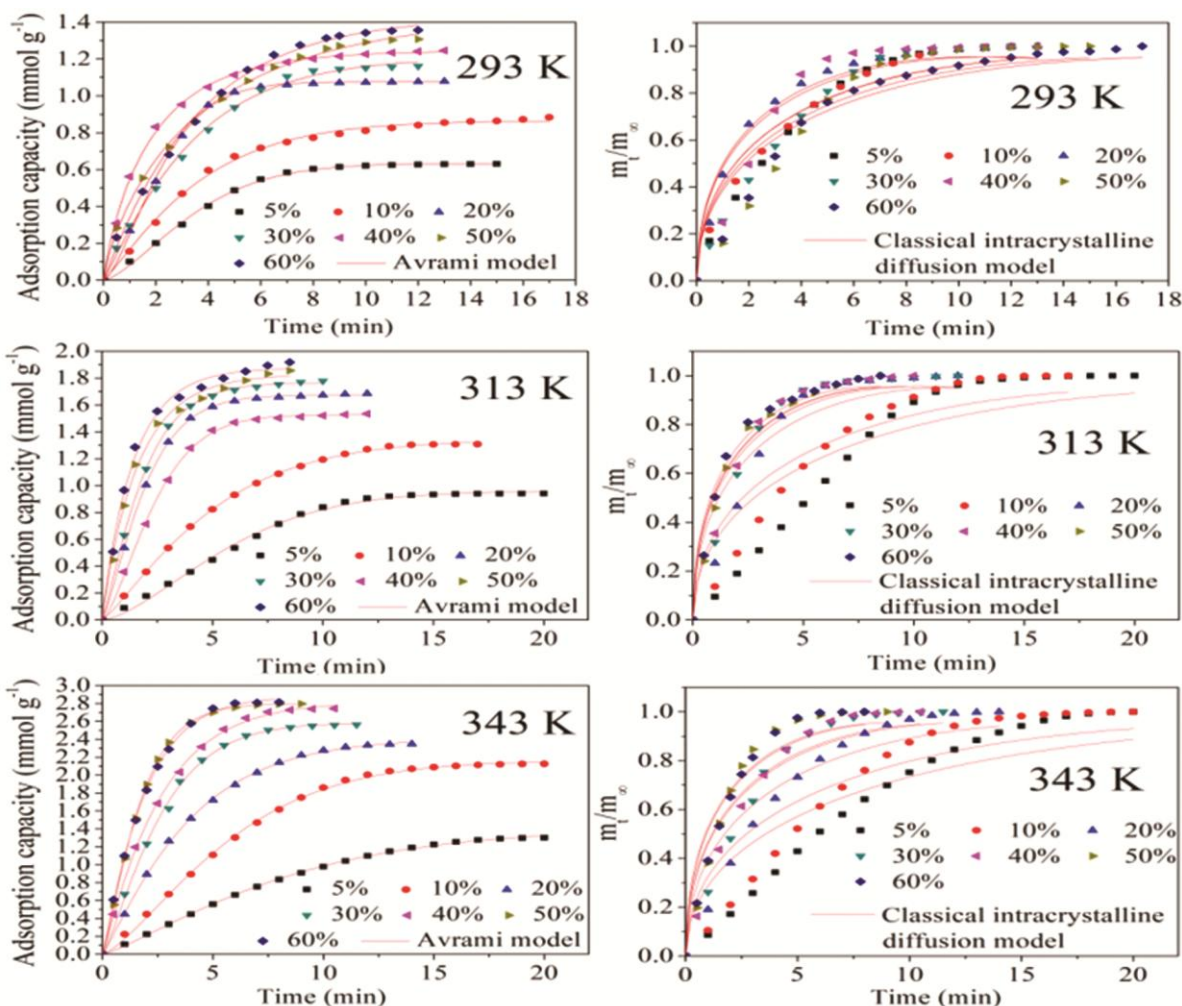 Adsorption capacity (mmol g⁻¹)
1.4
1.2
1.0
0.8
0.6
0.4
0.2
0.0
293 K
5% 10% 20%
30% 40% 50%
60% Avrami model
0 2 4 6 8 10 12 14 16 18
Time (min)
mt/m∞
1.0
0.8
0.6
0.4
0.2
0.0
293 K
5% 10% 20%
30% 40% 50%
60%
Classical intracrystalline
diffusion model
0 2 4 6 8 10 12 14 16 18
Time (min)
Adsorption capacity (mmol g⁻¹)
2.0
1.8
1.6
1.4
1.2
1.0
0.8
0.6
0.4
0.2
0.0
313 K
5% 10% 20%
30% 40% 50%
60% Avrami model
0 5 10 15 20
Time (min)
mt/m∞
1.0
0.8
0.6
0.4
0.2
0.0
313 K
5% 10% 20%
30% 40% 50%
60%
Classical intracrystalline
diffusion model
0 5 10 15 20
Time (min)
Adsorption capacity (mmol g⁻¹)
3.0
2.8
2.6
2.4
2.2
2.0
1.8
1.6
1.4
1.2
1.0
0.8
0.6
0.4
0.2
0.0
343 K
5% 10% 20%
30% 40% 50%
60% Avrami model
0 5 10 15 20
Time (min)
mt/m∞
1.0
0.8
0.6
0.4
0.2
0.0
343 K
5% 10% 20%
30% 40% 50%
60%
Classical intracrystalline
diffusion model
0 5 10 15 20
Time (min)